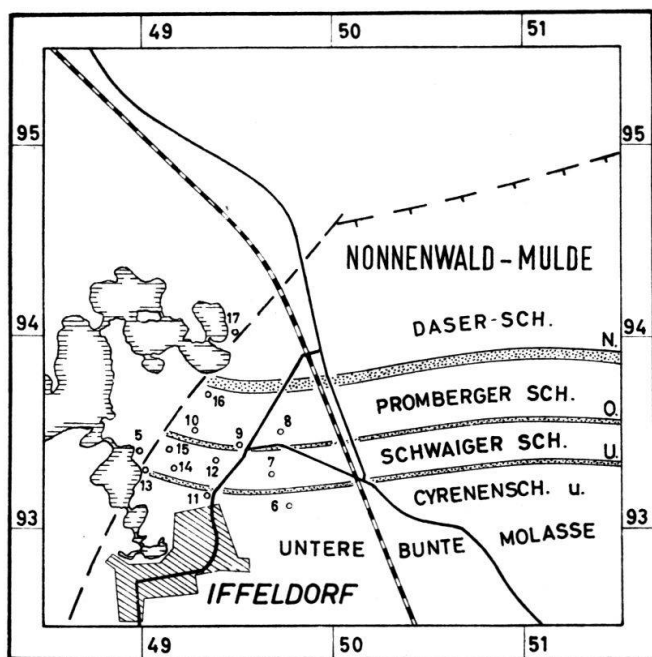 49 50 51
95 95
NONNENWALD-MULDE
17
94 94
DASER-SCH. N.
16
PROMBERGER SCH.
10 9 8 O.
5 SCHWAIGER SCH.
15 14 12 7 U.
13
11 6 CYRENENSCH. u.
93 93
UNTERE BUNTE MOLASSE
IFFELDORF
49 50 51